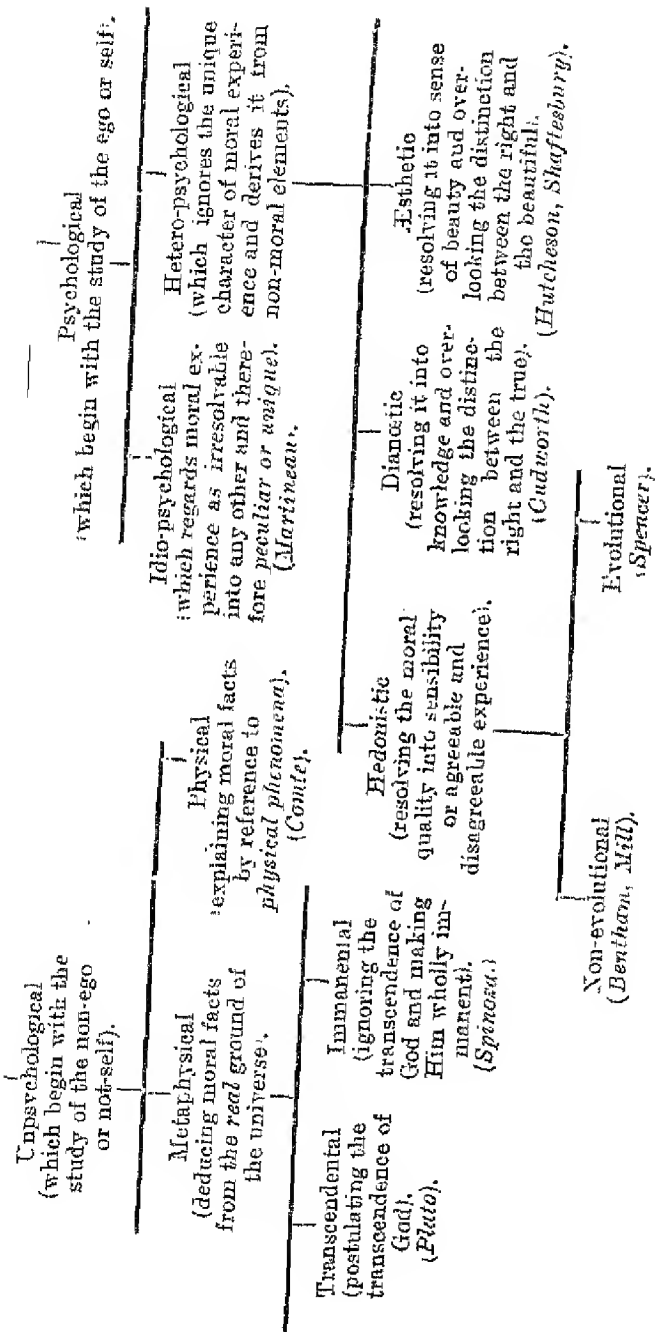 Unpsychological
(which begin with the
study of the non-ego
or not-self).
Psychological
(which begin with the study of the ego or self).
Metaphysical
(deducing moral facts
from the real ground of
the universe).
Physical
(explaining moral facts
by reference to
physical phenomena).
(Comte).
Idio-psychological
(which regards moral ex-
perience as irresolvable
into any other and there-
fore peculiar or unique).
(Martineau).
Hetero-psychological
(which ignores the unique
character of moral experi-
ence and derives it from
non-moral elements).
Transcendental
(postulating the
transcendence of
God).
(Plato).
Immanental
(ignoring the
transcendence of
God and making
Him wholly im-
manent).
(Spinoza.)
Hedonistic
(resolving the moral
quality into sensibility
or agreeable and
disagreeable experience).
Dianœtic
(resolving it into
knowledge and over-
looking the distinc-
tion between the
right and the true).
(Cudworth).
Æsthetic
(resolving it into sense
of beauty and over-
looking the distinction
between the right and
the beautiful).
(Hutcheson, Shaftesbury).
Non-evolutional
(Bentham, Mill).
Evolutional
(Spencer).